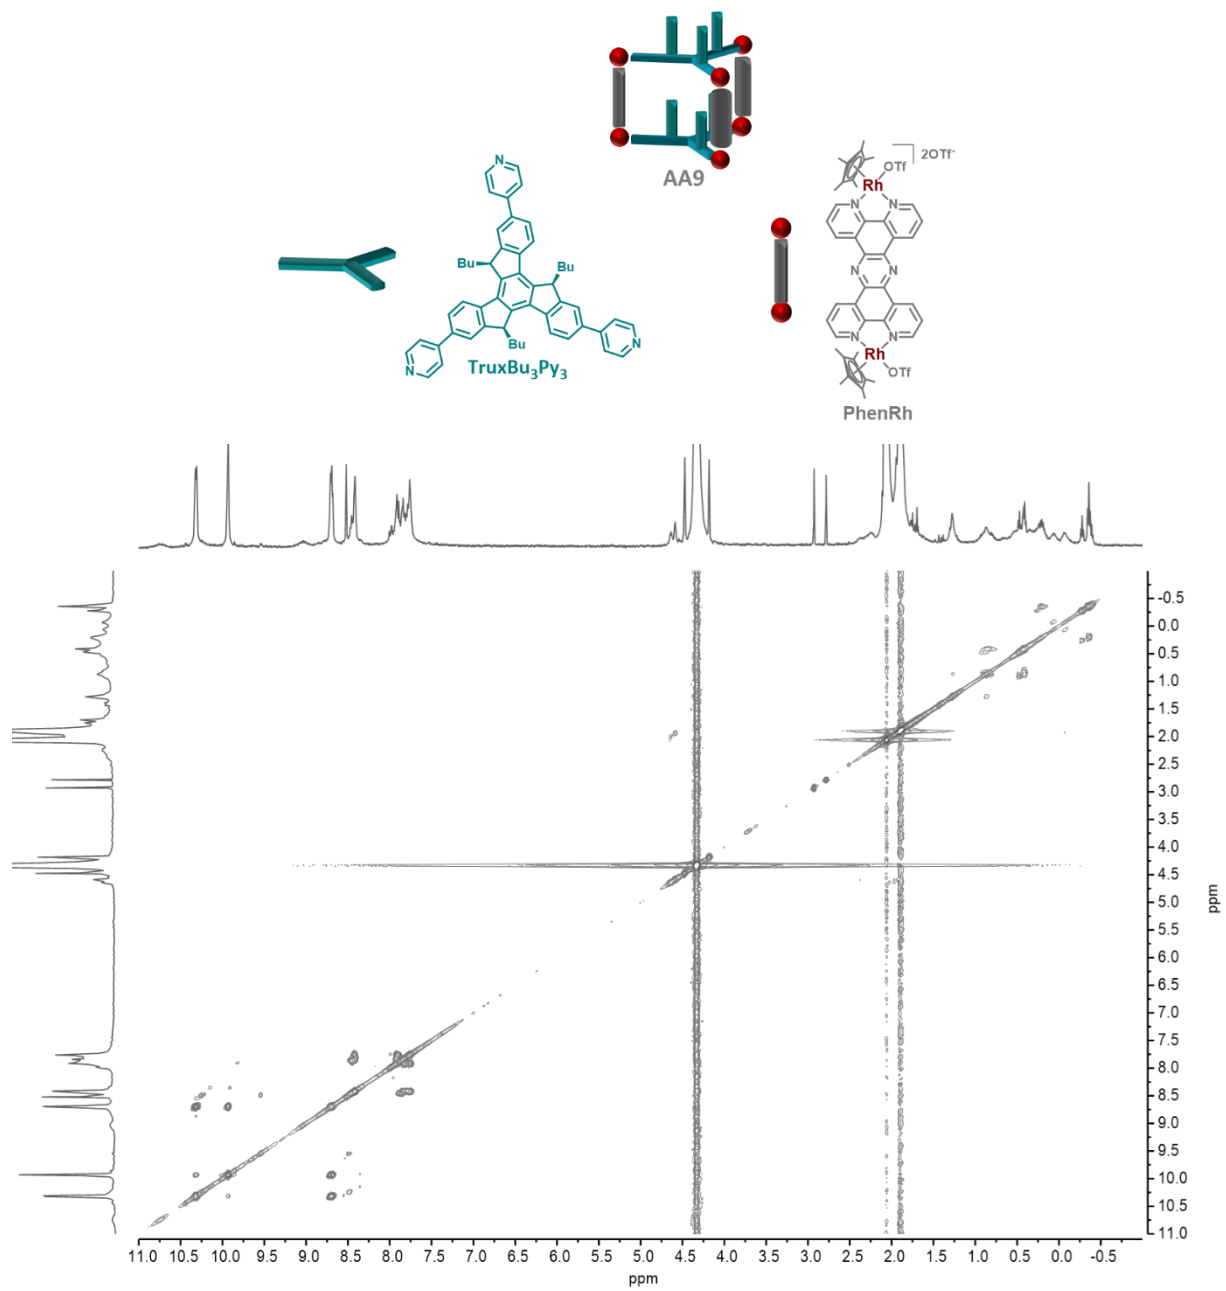 AA9
N
Bu
Bu
Bu
N
N
TruxBu₃Py₃
2OTf⁻
OTf
Rh
N
N
N
N
N
N
Rh
OTf
PhenRh
-0.5
0.0
0.5
1.0
1.5
2.0
2.5
3.0
3.5
4.0
4.5
5.0
5.5
6.0
6.5
7.0
7.5
8.0
8.5
9.0
9.5
10.0
10.5
11.0
ppm
11.0 10.5 10.0 9.5 9.0 8.5 8.0 7.5 7.0 6.5 6.0 5.5 5.0 4.5 4.0 3.5 3.0 2.5 2.0 1.5 1.0 0.5 0.0 -0.5
ppm